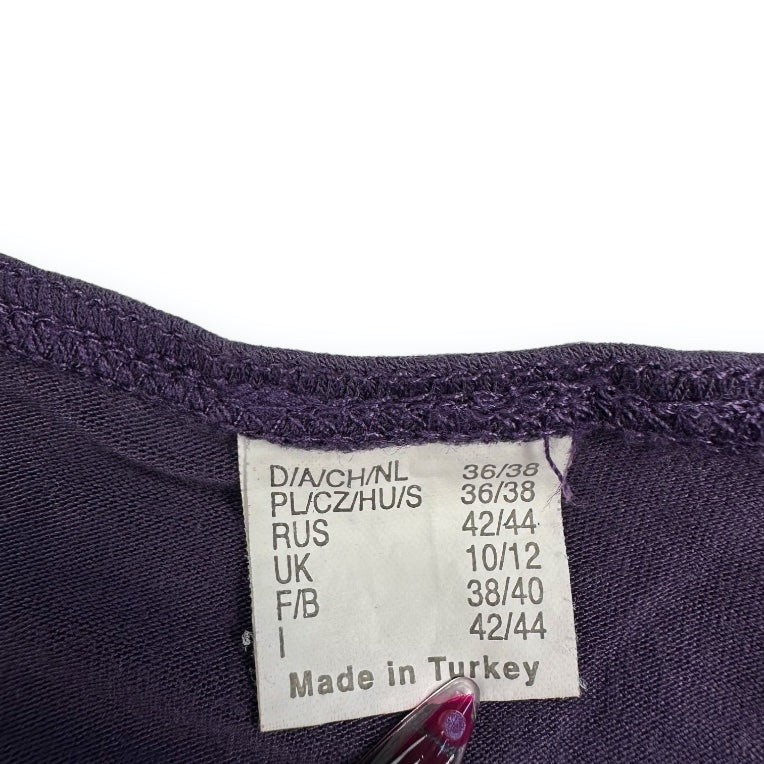 D/A/CH/NL 36/38
PL/CZ/HU/S 36/38
RUS 42/44
UK 10/12
F/B 38/40
I 42/44
Made in Turkey